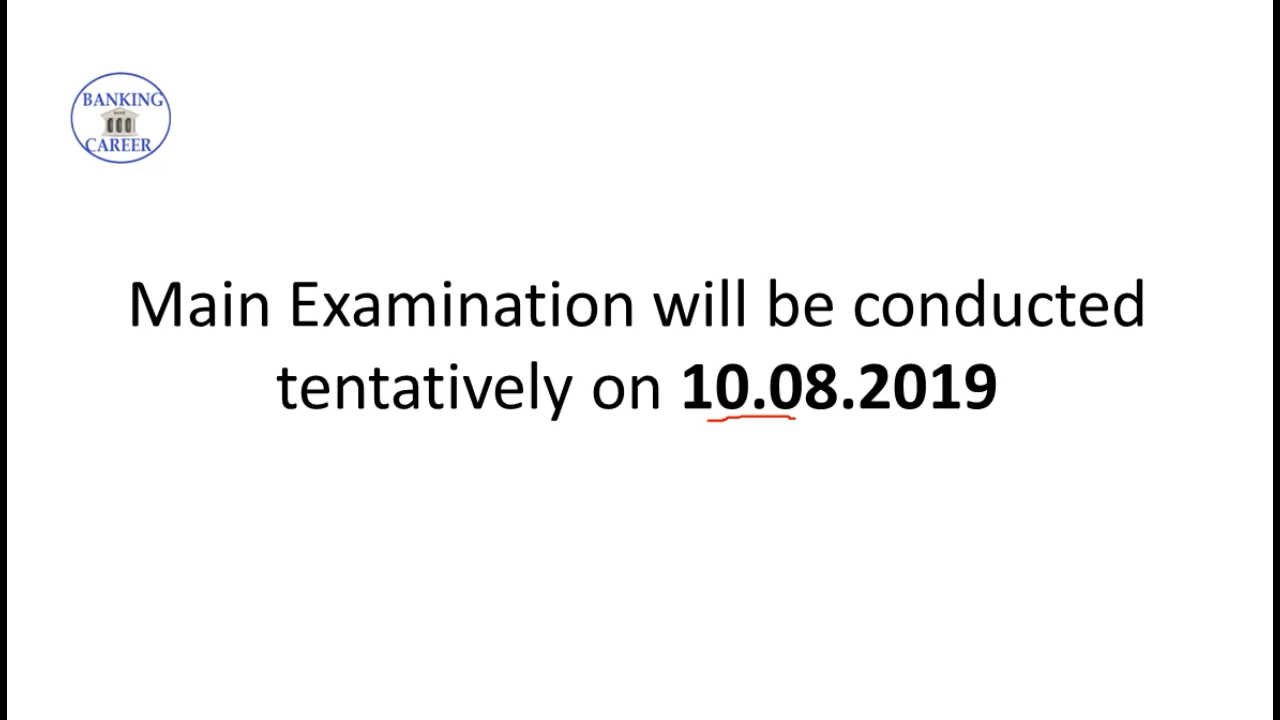 BANKING
CAREER
Main Examination will be conducted
tentatively on 10.08.2019